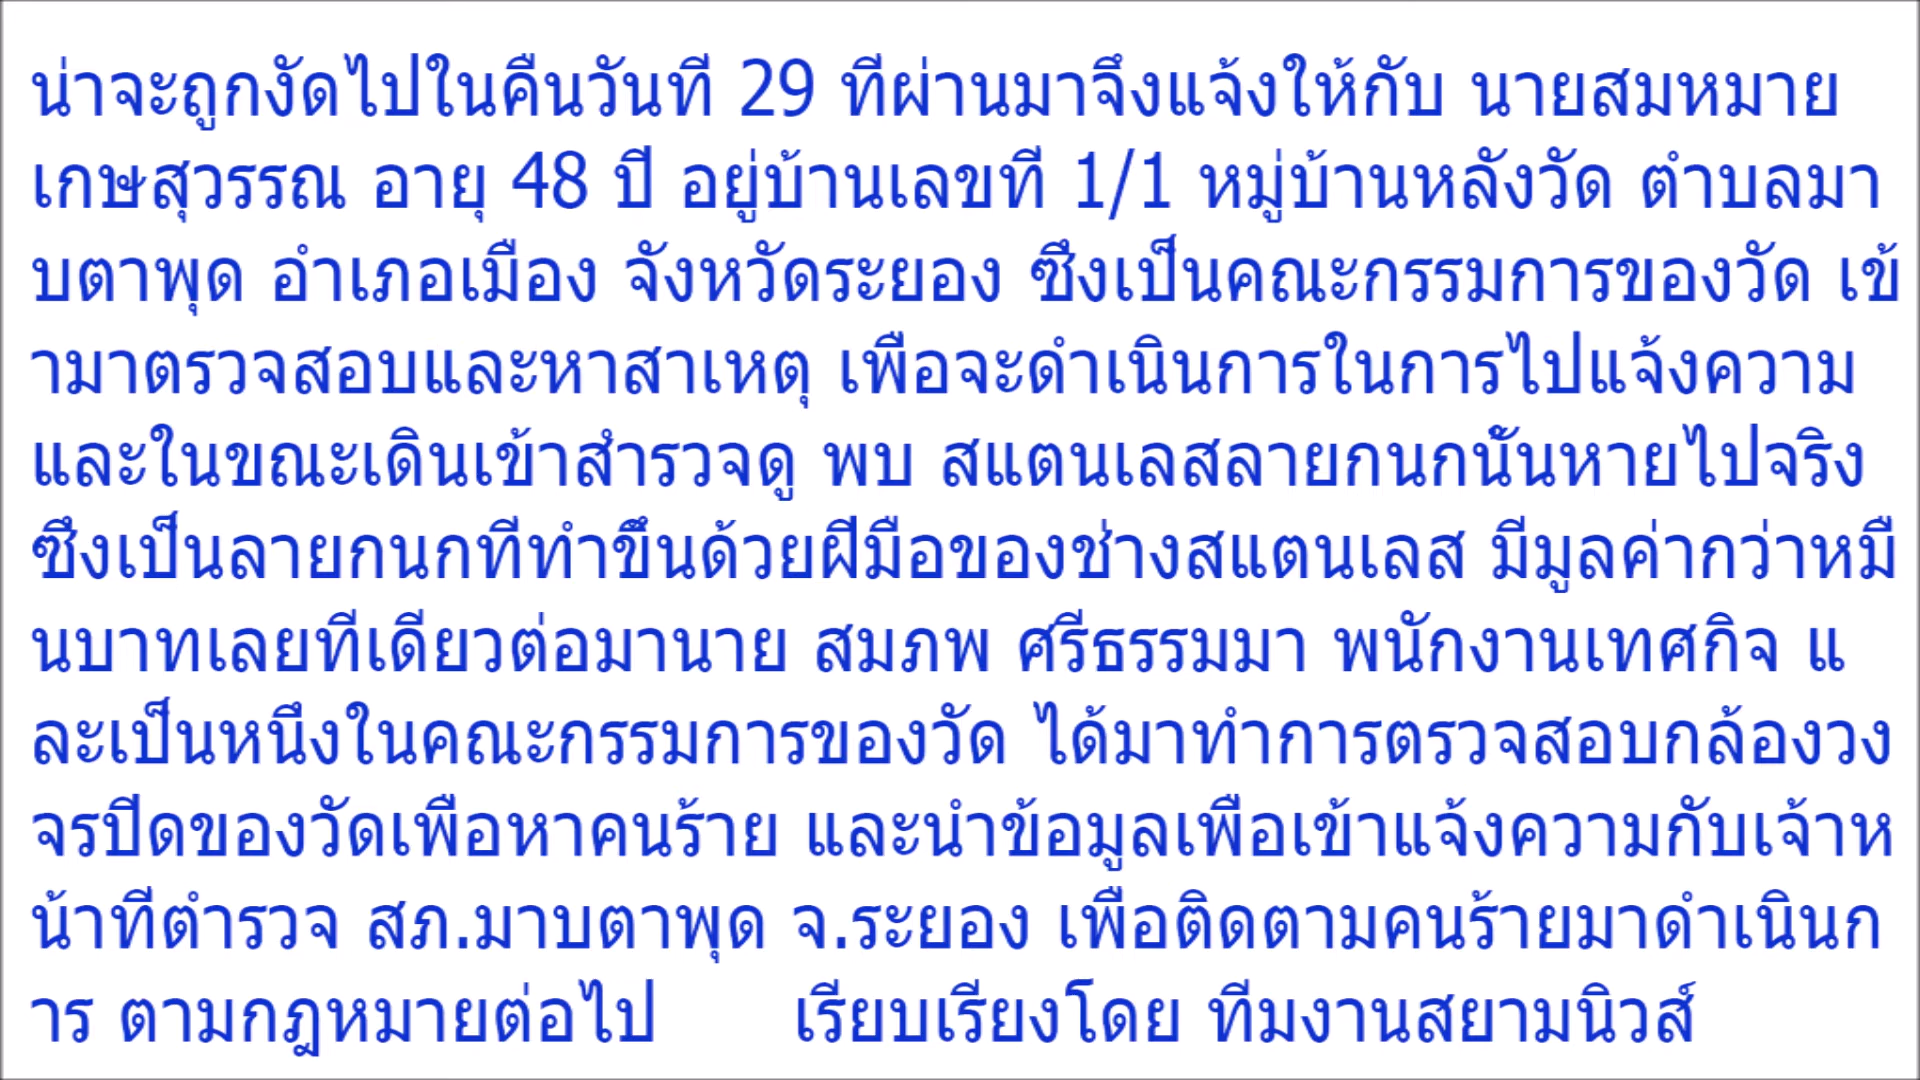 น่าจะถูกงัดไปในคืนวันที่ 29 ที่ผ่านมาจึงแจ้งให้กับ นายสมหมาย
เกษสุวรรณ อายุ 48 ปี อยู่บ้านเลขที่ 1/1 หมู่บ้านหลังวัด ตำบลมา
บตาพุด อำเภอเมือง จังหวัดระยอง ซึ่งเป็นคณะกรรมการของวัด เข้
ามาตรวจสอบและหาสาเหตุ เพื่อจะดำเนินการในการไปแจ้งความ
และในขณะเดินเข้าสำรวจดู พบ สแตนเลสลายกนกนั้นหายไปจริง
ซึ่งเป็นลายกนกที่ทำขึ้นด้วยฝีมือของช่างสแตนเลส มีมูลค่ากว่าหมื่
นบาทเลยทีเดียวต่อมานาย สมภพ ศรีธรรมมา พนักงานเทศกิจ แ
ละเป็นหนึ่งในคณะกรรมการของวัด ได้มาทำการตรวจสอบกล้องวง
จรปิดของวัดเพื่อหาคนร้าย และนำข้อมูลเพื่อเข้าแจ้งความกับเจ้าห
น้าที่ตำรวจ สภ.มาบตาพุด จ.ระยอง เพื่อติดตามคนร้ายมาดำเนินก
าร ตามกฎหมายต่อไป เรียบเรียงโดย ทีมงานสยามนิวส์